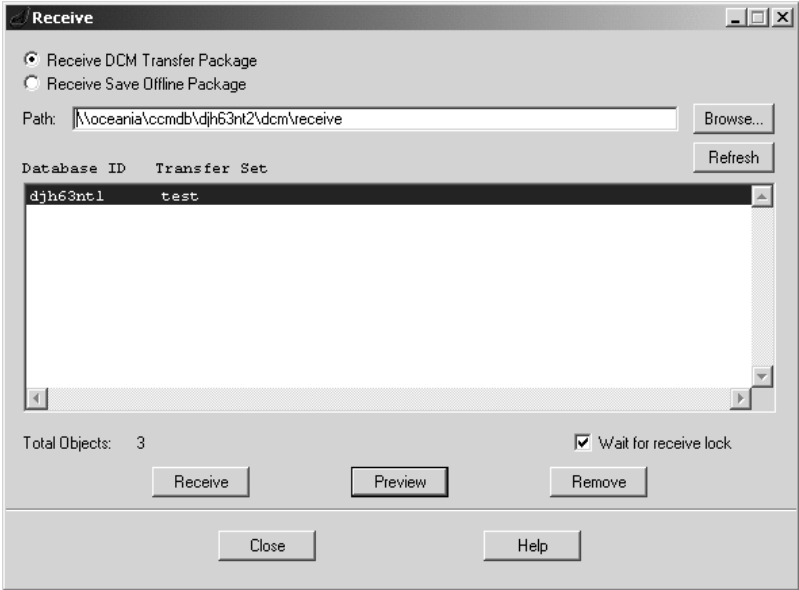 Receive
Receive DCM Transfer Package
Receive Save Offline Package
Path: \\oceania\ccmdb\djh63nt2\dcm\receive Browse...
Refresh
Database ID Transfer Set
djh63nt1 test
Total Objects: 3 Wait for receive lock
Receive Preview Remove
Close Help